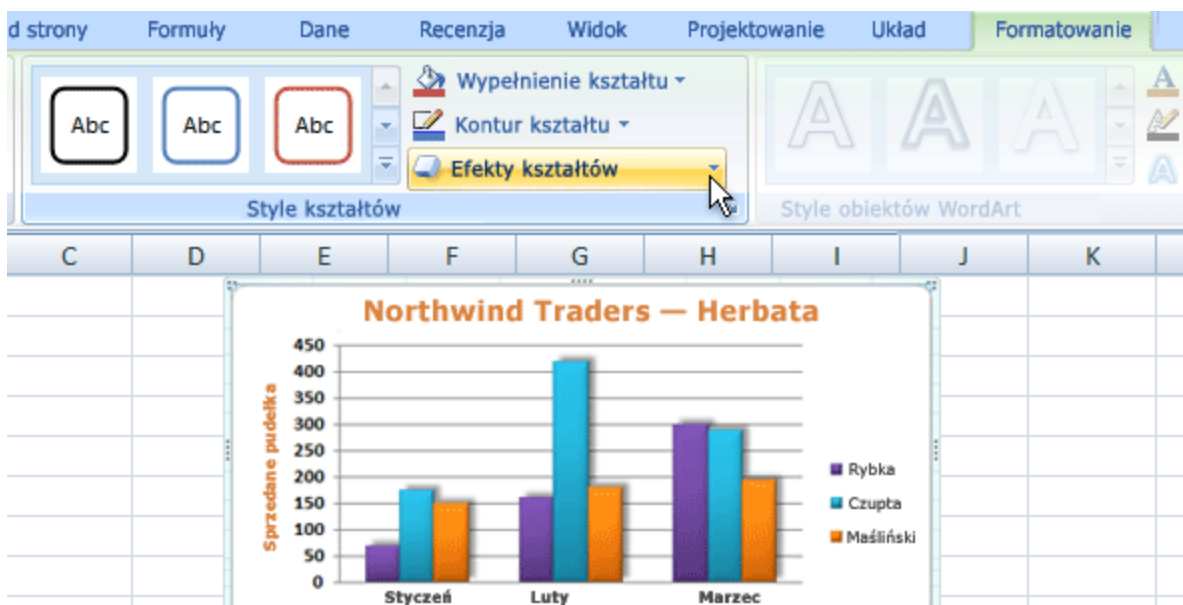 d strony Formuły Dane Recenzja Widok Projektowanie Układ Formatowanie
Abc Abc Abc
Wypełnienie kształtu
Kontur kształtu
Efekty kształtów
Style kształtów
A A A
A
A
Style obiektów WordArt
C D E F G H I J K
Northwind Traders — Herbata
Sprzedane pudełka
450
400
350
300
250
200
150
100
50
0
Styczeń Luty Marzec
Rybka
Czupta
Maśliński